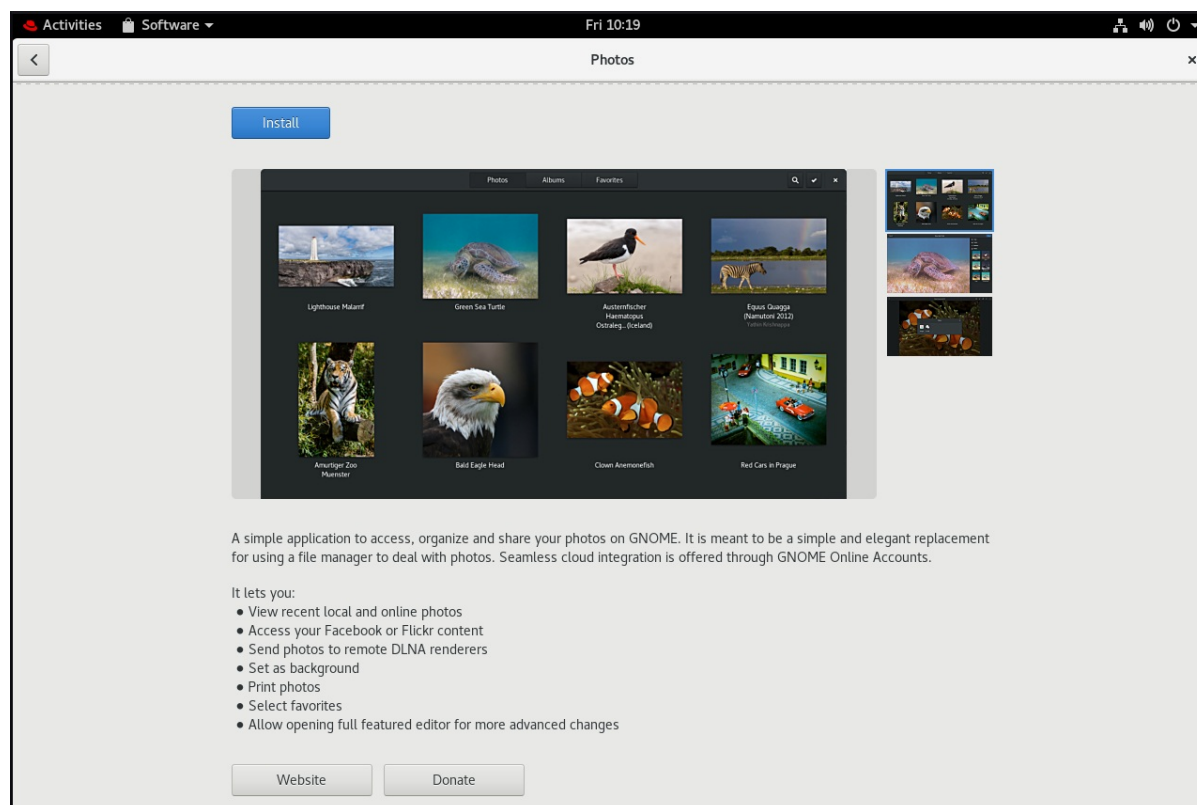 Activities Software Fri 10:19
Photos
Install
Photos Albums Favorites
Lighthouse Malarrif Green Sea Turtle Austernfischer Equus Quagga
Haematopus (Namutoni 2012)
Ostraleg... (Iceland) Yathin Krishnappa
Amurtiger Zoo Bald Eagle Head Clown Anemonefish Red Cars in Prague
Muenster
A simple application to access, organize and share your photos on GNOME. It is meant to be a simple and elegant replacement
for using a file manager to deal with photos. Seamless cloud integration is offered through GNOME Online Accounts.
It lets you:
● View recent local and online photos
● Access your Facebook or Flickr content
● Send photos to remote DLNA renderers
● Set as background
● Print photos
● Select favorites
● Allow opening full featured editor for more advanced changes
Website Donate